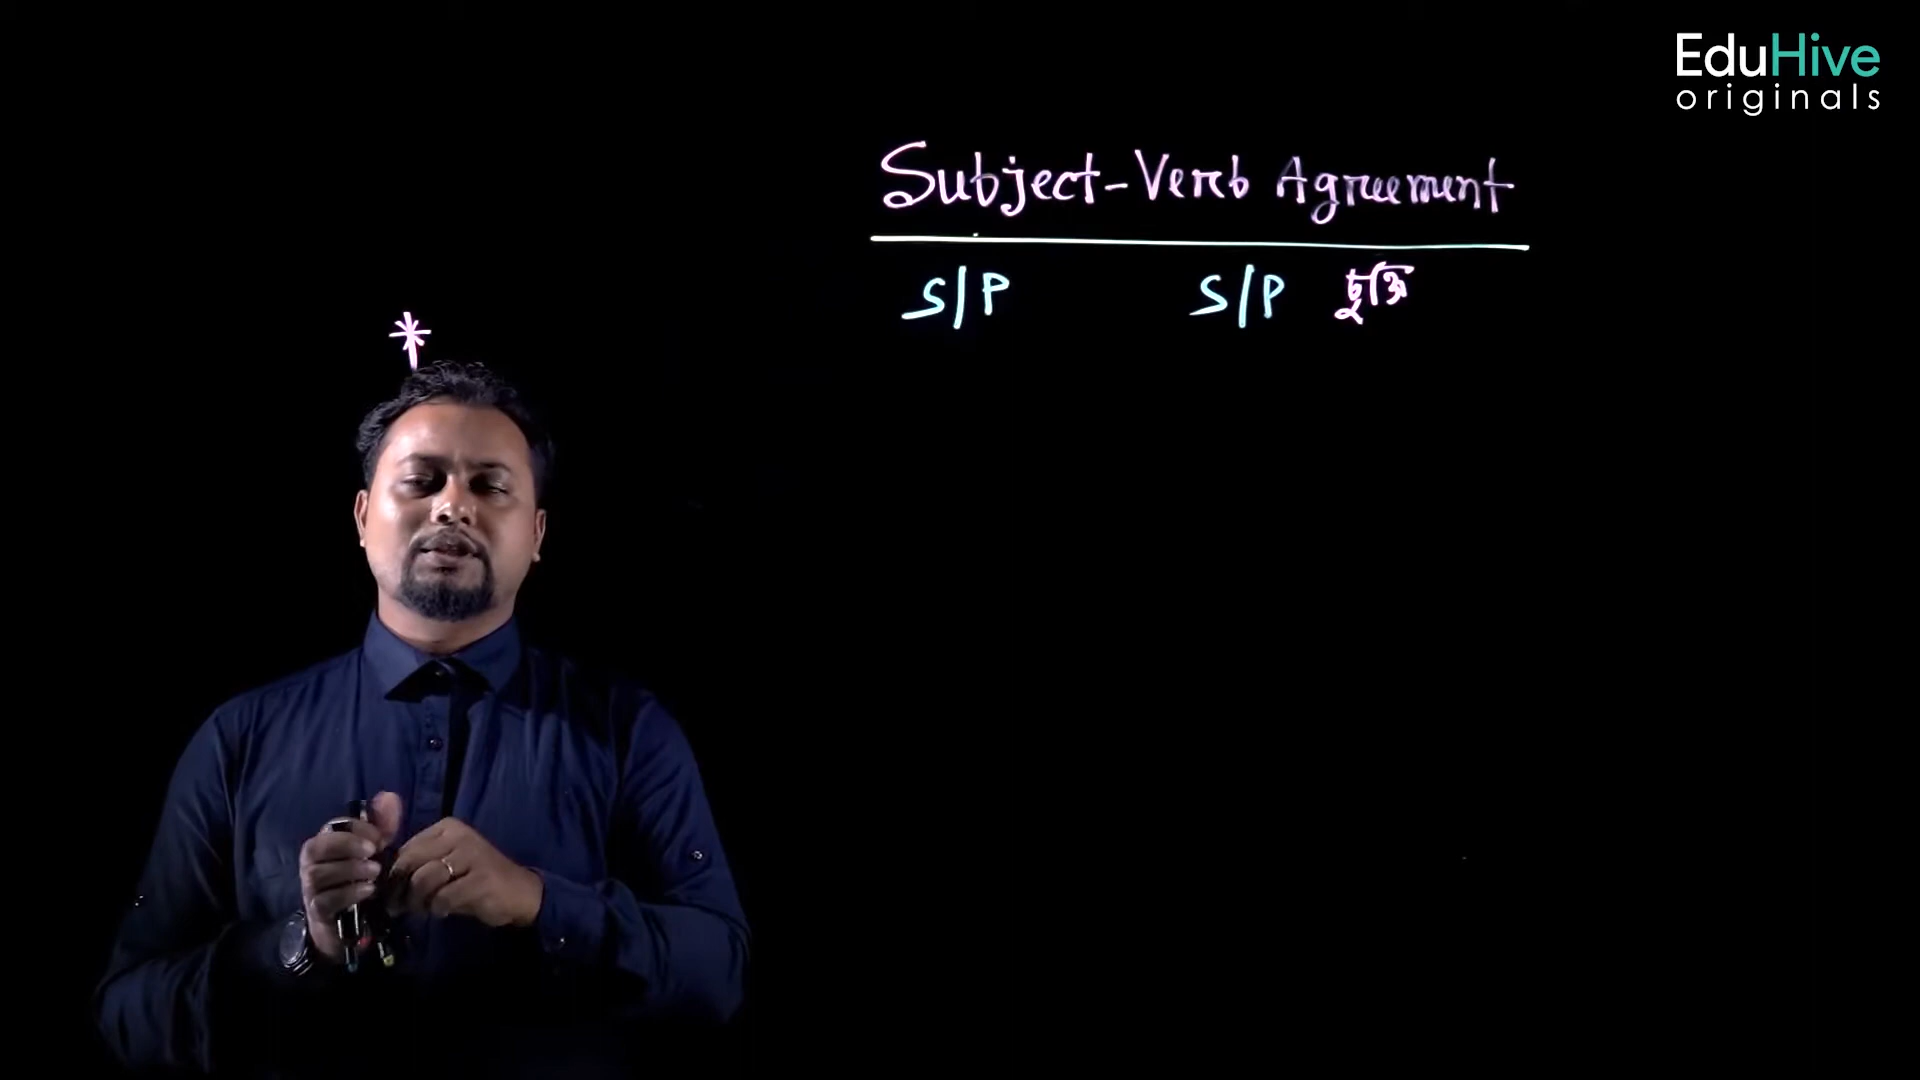 EduHive
originals
Subject-Verb Agreement
S/P S/P চুক্তি
*